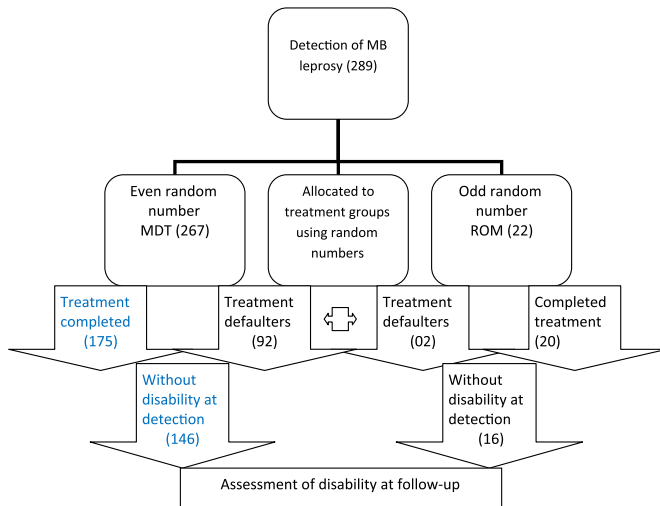 Detection of MB
leprosy (289)
Even random
number
MDT (267)
Allocated to
treatment groups
using random
numbers
Odd random
number
ROM (22)
Treatment
completed
(175)
Treatment
defaulters
(92)
Treatment
defaulters
(02)
Completed
treatment
(20)
Without
disability at
detection
(146)
Without
disability at
detection
(16)
Assessment of disability at follow-up